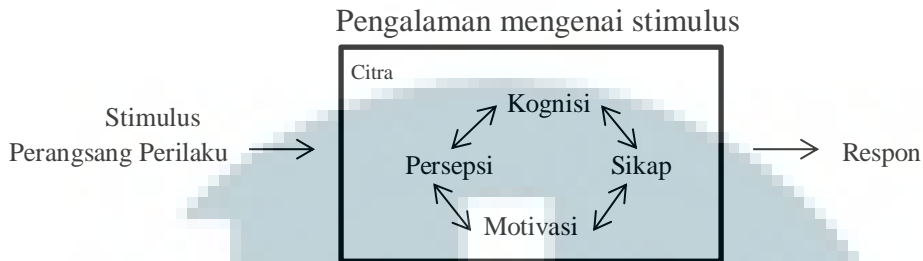 Pengalaman mengenai stimulus
Citra
Kognisi
Stimulus
Perangsang Perilaku
Respon
Persepsi
Sikap
Motivasi